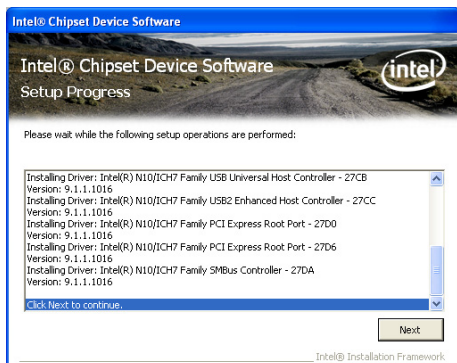 Intel® Chipset Device Software
Intel® Chipset Device Software
Setup Progress
intel
Please wait while the following setup operations are performed:
Installing Driver: Intel(R) N10/ICH7 Family USB Universal Host Controller - 27CB
Version: 9.1.1.1016
Installing Driver: Intel(R) N10/ICH7 Family USB2 Enhanced Host Controller - 27CC
Version: 9.1.1.1016
Installing Driver: Intel(R) N10/ICH7 Family PCI Express Root Port - 27D0
Version: 9.1.1.1016
Installing Driver: Intel(R) N10/ICH7 Family PCI Express Root Port - 27D6
Version: 9.1.1.1016
Installing Driver: Intel(R) N10/ICH7 Family SMBus Controller - 27DA
Version: 9.1.1.1016
Click Next to continue.
Next
Intel® Installation Framework